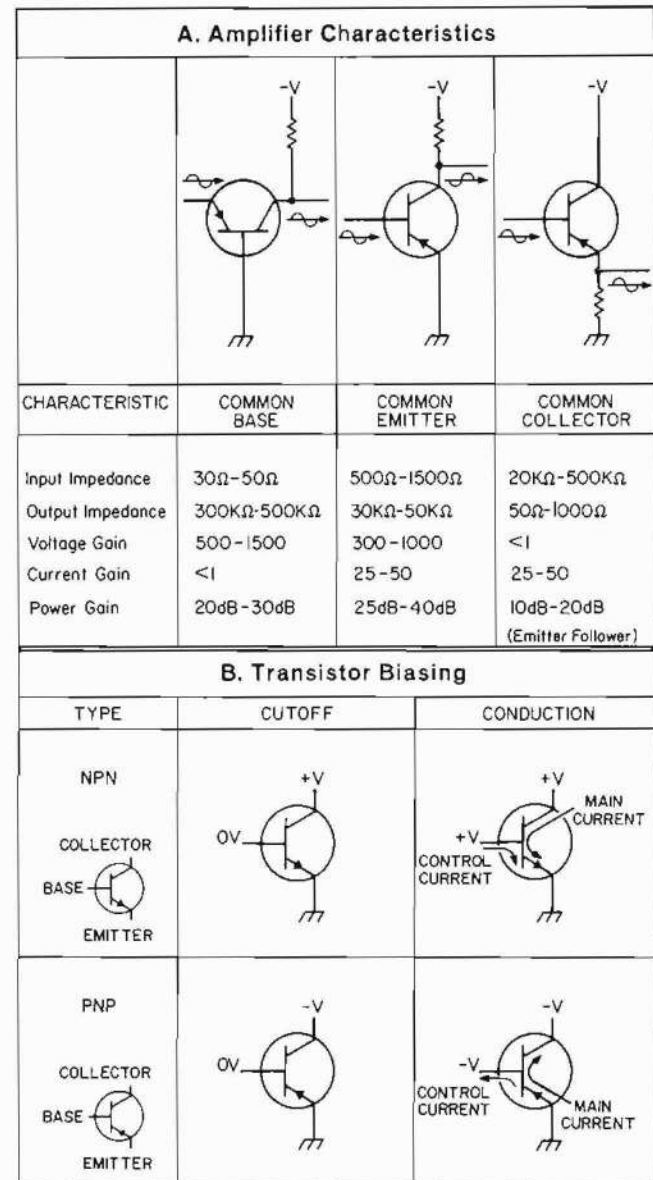 A. Amplifier Characteristics
-V
-V
-V
CHARACTERISTIC
COMMON
BASE
COMMON
EMITTER
COMMON
COLLECTOR
Input Impedance 30Ω-50Ω 500Ω-1500Ω 20KΩ-500KΩ
Output Impedance 300KΩ-500KΩ 30KΩ-50KΩ 50Ω-1000Ω
Voltage Gain 500-1500 300-1000 <1
Current Gain <1 25-50 25-50
Power Gain 20dB-30dB 25dB-40dB 10dB-20dB
(Emitter Follower)
B. Transistor Biasing
TYPE CUTOFF CONDUCTION
NPN
COLLECTOR
BASE
EMITTER
+V
0V
+V
MAIN
CURRENT
+V
CONTROL
CURRENT
PNP
COLLECTOR
BASE
EMITTER
-V
0V
-V
-V
CONTROL
CURRENT
MAIN
CURRENT